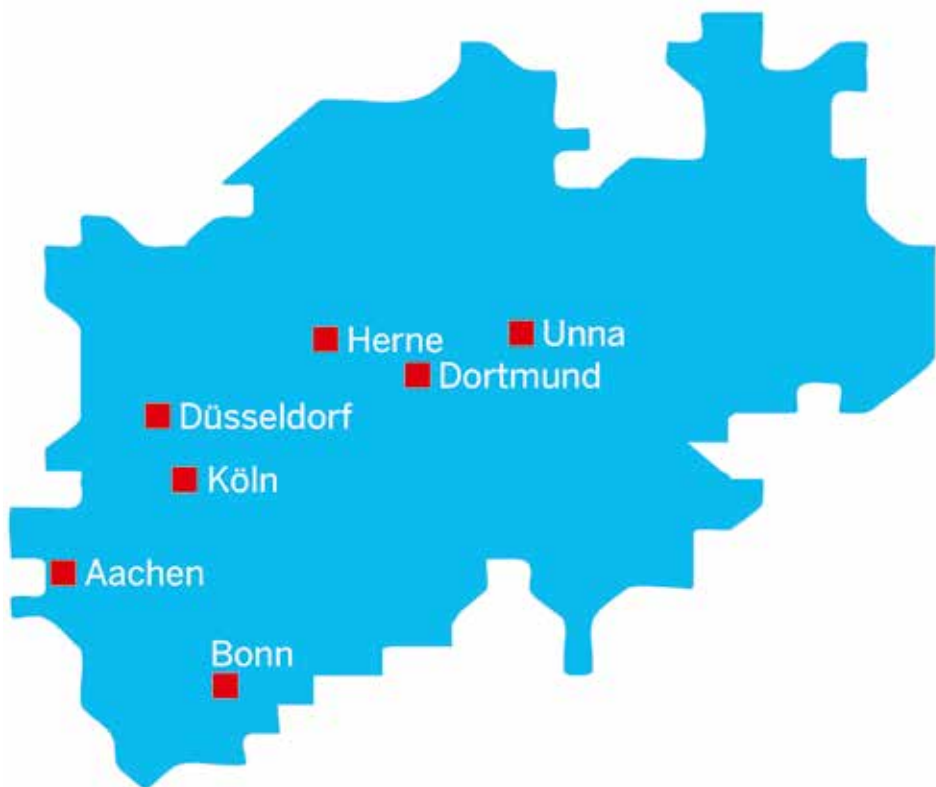 Unna
Herne
Dortmund
Düsseldorf
Köln
Aachen
Bonn